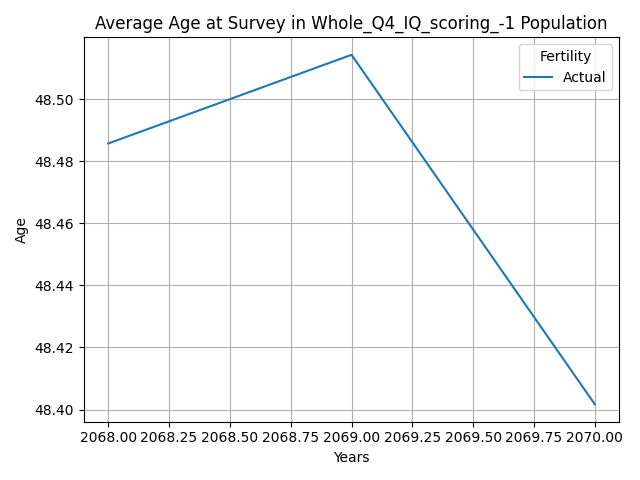 Average Age at Survey in Whole_Q4_IQ_scoring_-1 Population
Fertility
Actual
48.50
48.48
48.46
48.44
48.42
48.40
Age
2068.00 2068.25 2068.50 2068.75 2069.00 2069.25 2069.50 2069.75 2070.00
Years